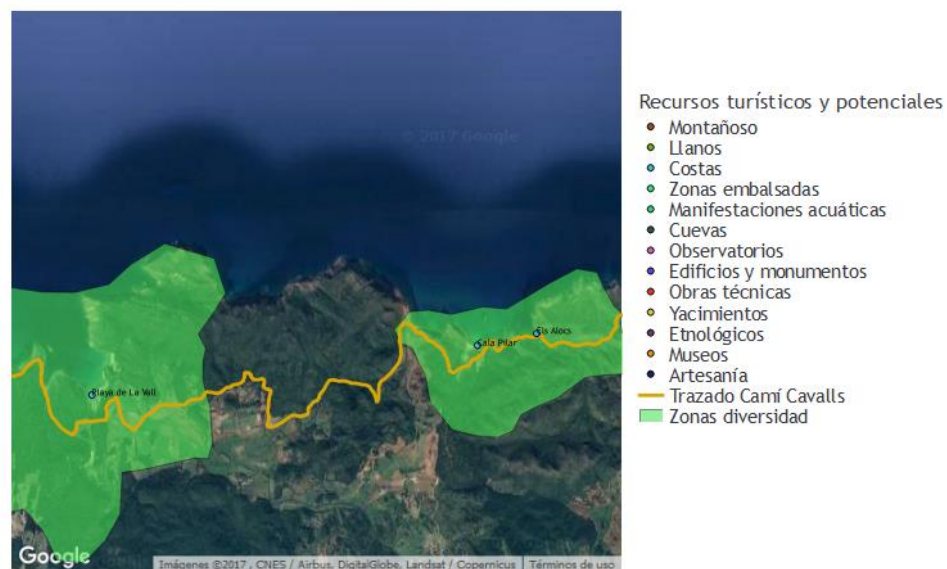 © 2017 Google
Els Alocs
Cala Pilar
Playa de La Vall
Google
Imágenes ©2017 , CNES / Airbus, DigitalGlobe, Landsat / Copernicus
Términos de uso
Recursos turísticos y potenciales
Montañoso
Llanos
Costas
Zonas embalsadas
Manifestaciones acuáticas
Cuevas
Observatorios
Edificios y monumentos
Obras técnicas
Yacimientos
Etnológicos
Museos
Artesanía
Trazado Camí Cavalls
Zonas diversidad